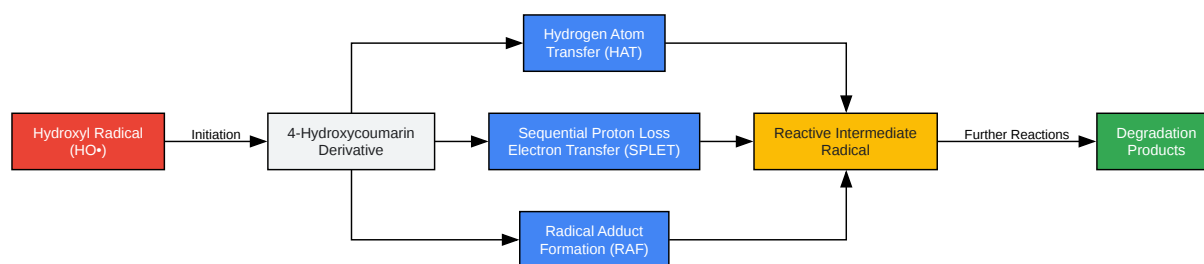 Hydroxyl Radical
(HO•)
Initiation
4-Hydroxycoumarin
Derivative
Hydrogen Atom
Transfer (HAT)
Sequential Proton Loss
Electron Transfer (SPLET)
Radical Adduct
Formation (RAF)
Reactive Intermediate
Radical
Further Reactions
Degradation
Products